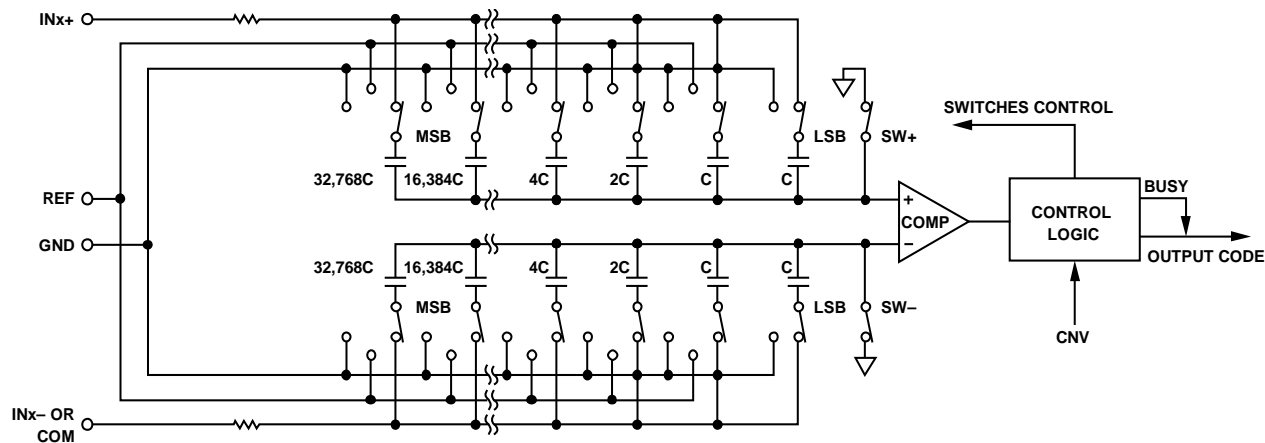 INx+
MSB
LSB
SW+
SWITCHES CONTROL
32,768C
16,384C
4C
2C
C
C
BUSY
REF
+
COMP
CONTROL
LOGIC
GND
–
OUTPUT CODE
32,768C
16,384C
4C
2C
C
C
MSB
LSB
SW–
CNV
INx– OR
COM